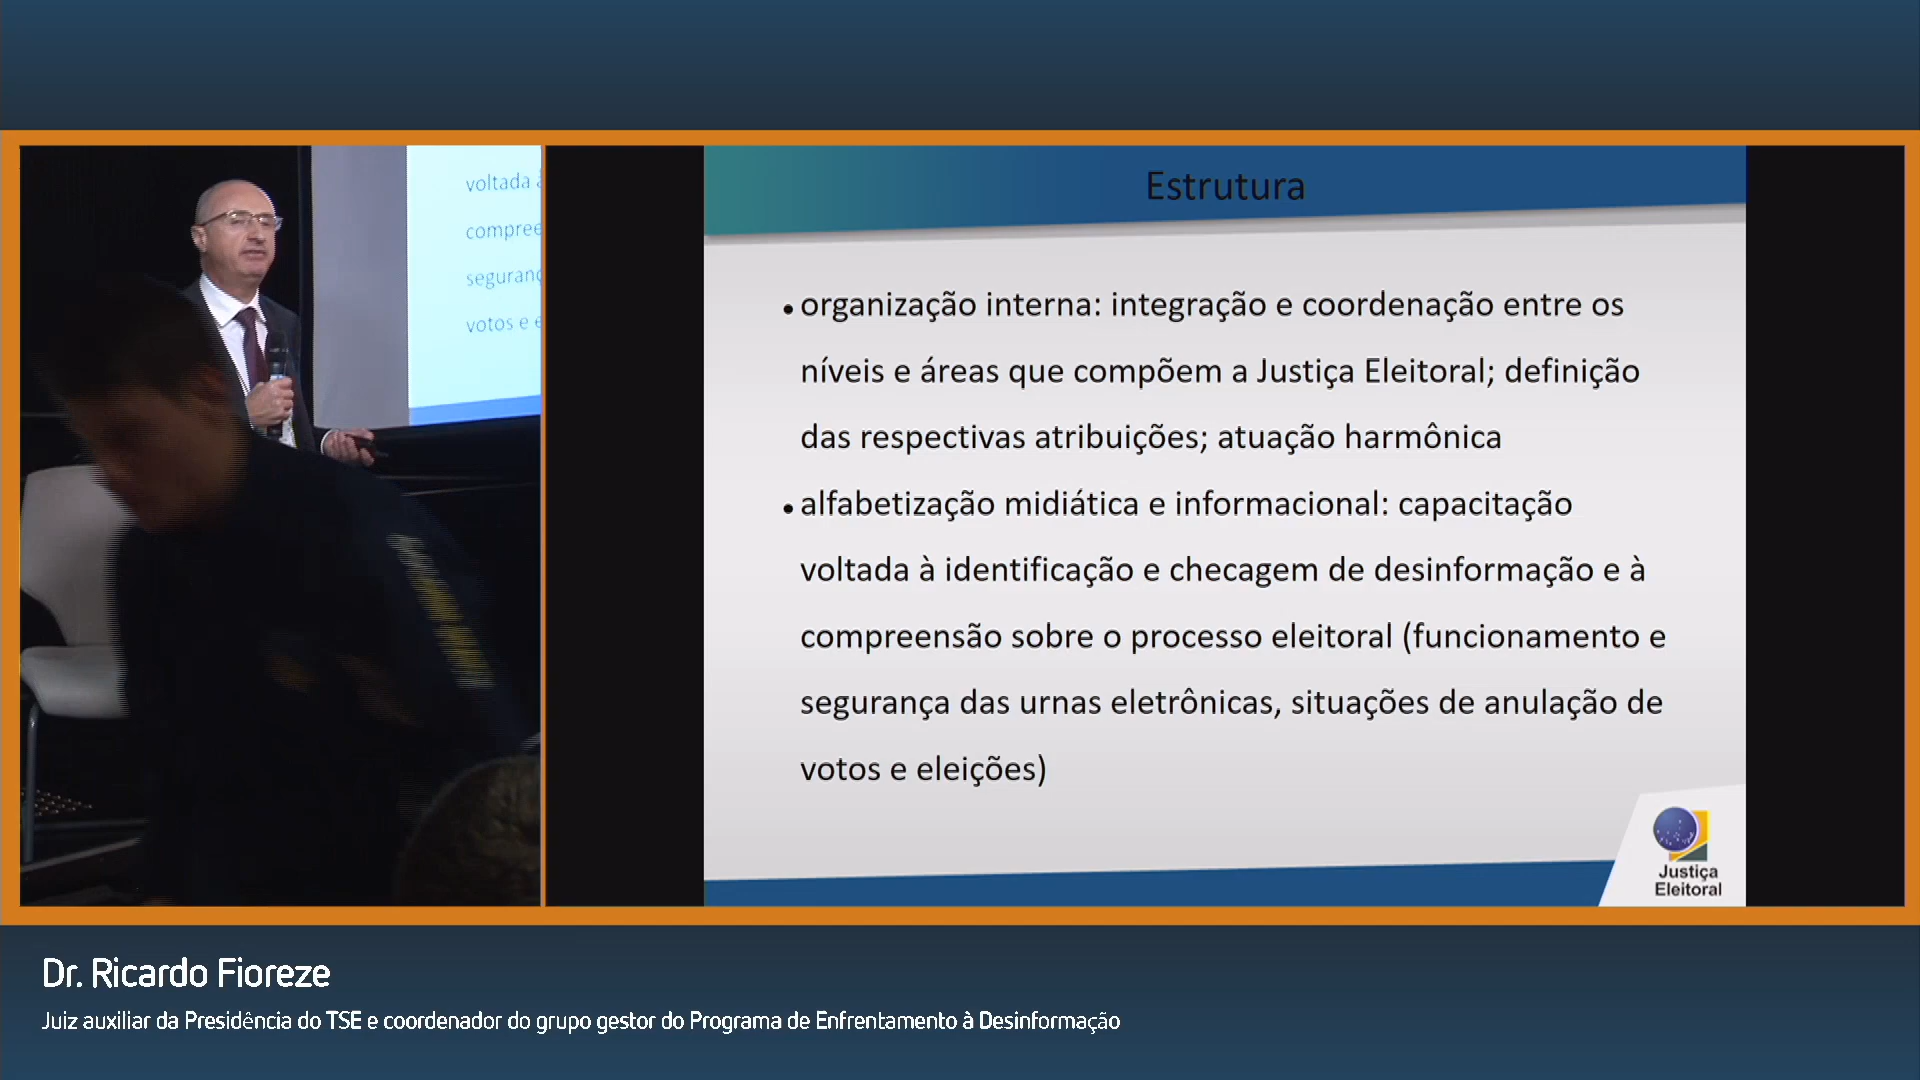 voltada
compree
seguranç
votos e e
Estrutura
• organização interna: integração e coordenação entre os
níveis e áreas que compõem a Justiça Eleitoral; definição
das respectivas atribuições; atuação harmônica
• alfabetização midiática e informacional: capacitação
voltada à identificação e checagem de desinformação e à
compreensão sobre o processo eleitoral (funcionamento e
segurança das urnas eletrônicas, situações de anulação de
votos e eleições)
Justiça
Eleitoral
Dr. Ricardo Fioreze
Juiz auxiliar da Presidência do TSE e coordenador do grupo gestor do Programa de Enfrentamento à Desinformação